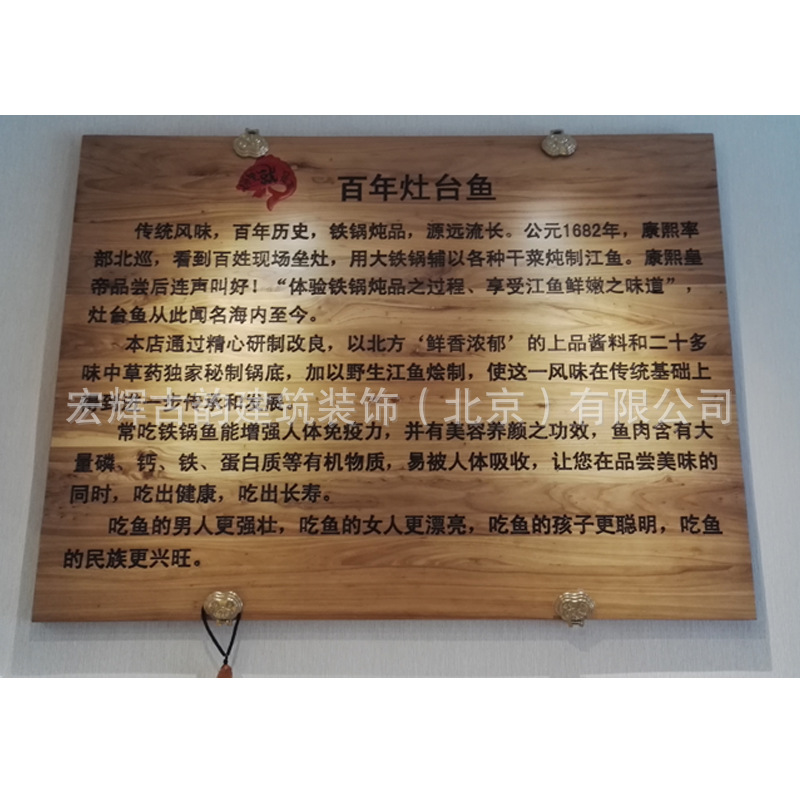 百年灶台鱼
传统风味，百年历史，铁锅炖品，源远流长。公元1682年，康熙率
部北巡，看到百姓现场垒灶，用大铁锅辅以各种干菜炖制江鱼。康熙皇
帝品尝后连声叫好！“体验铁锅炖品之过程、享受江鱼鲜嫩之味道”，
灶台鱼从此闻名海内至今。
本店通过精心研制改良，以北方‘鲜香浓郁’的上品酱料和二十多
味中草药独家秘制锅底，加以野生江鱼烩制，使这一风味在传统基础上
得到进一步传承和发展。
宏辉古韵建筑装饰（北京）有限公司
常吃铁锅鱼能增强人体免疫力，并有美容养颜之功效，鱼肉含有大
量磷、钙、铁、蛋白质等有机物质，易被人体吸收，让您在品尝美味的
同时，吃出健康，吃出长寿。
吃鱼的男人更强壮，吃鱼的女人更漂亮，吃鱼的孩子更聪明，吃鱼
的民族更兴旺。